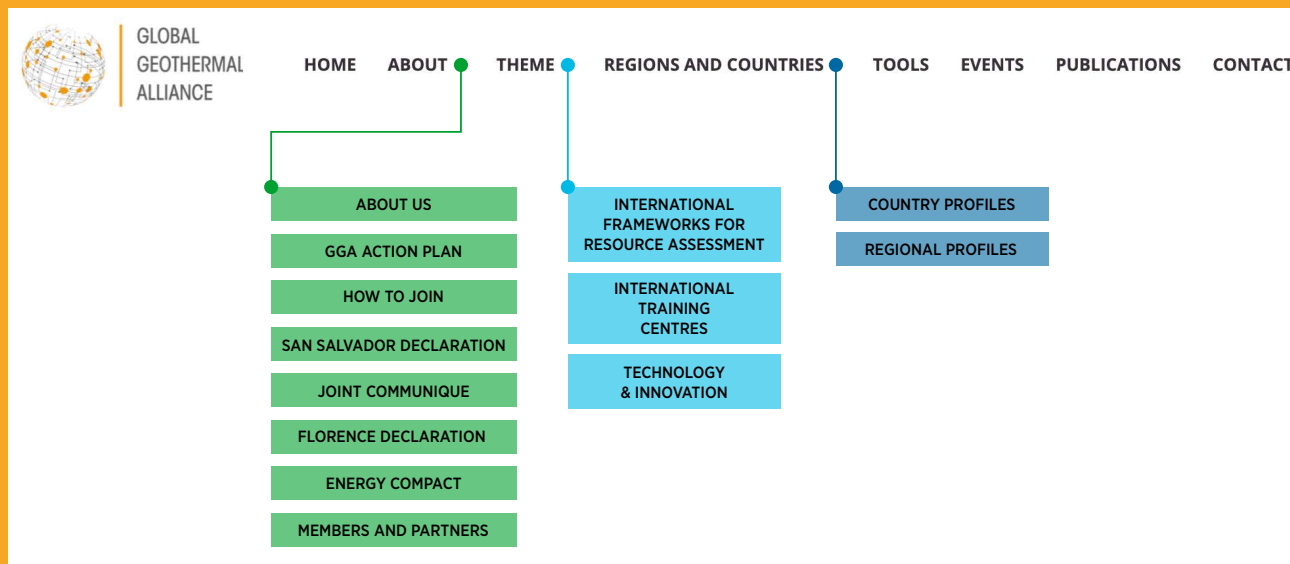 GLOBAL
GEOTHERMAL
ALLIANCE
HOME ABOUT THEME REGIONS AND COUNTRIES TOOLS EVENTS PUBLICATIONS CONTACT
ABOUT US
GGA ACTION PLAN
HOW TO JOIN
SAN SALVADOR DECLARATION
JOINT COMMUNIQUE
FLORENCE DECLARATION
ENERGY COMPACT
MEMBERS AND PARTNERS
INTERNATIONAL
FRAMEWORKS FOR
RESOURCE ASSESSMENT
INTERNATIONAL
TRAINING
CENTRES
TECHNOLOGY
& INNOVATION
COUNTRY PROFILES
REGIONAL PROFILES